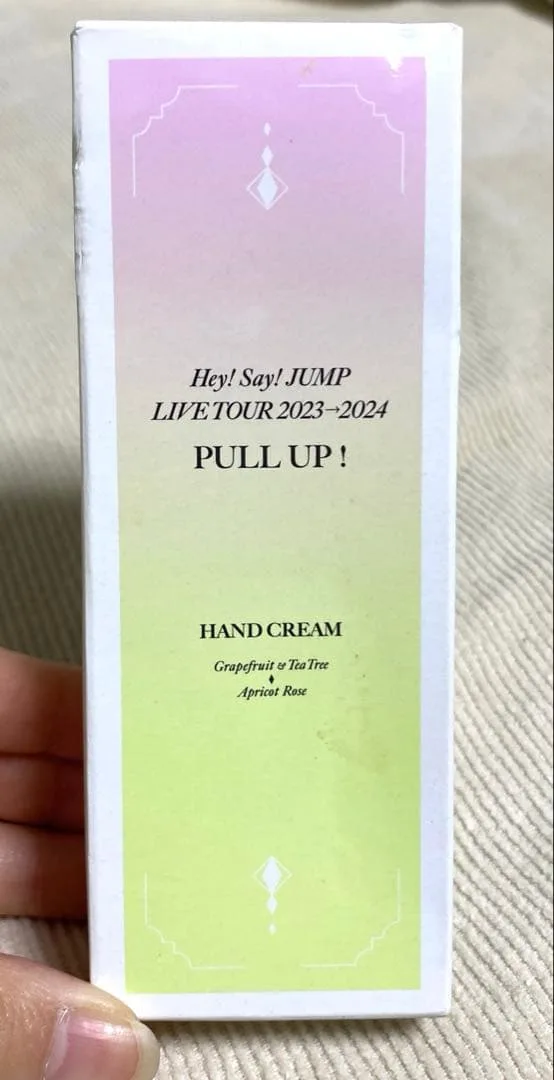 Hey! Say! JUMP
LIVE TOUR 2023→2024
PULL UP !
HAND CREAM
Grapefruit & Tea Tree
Apricot Rose